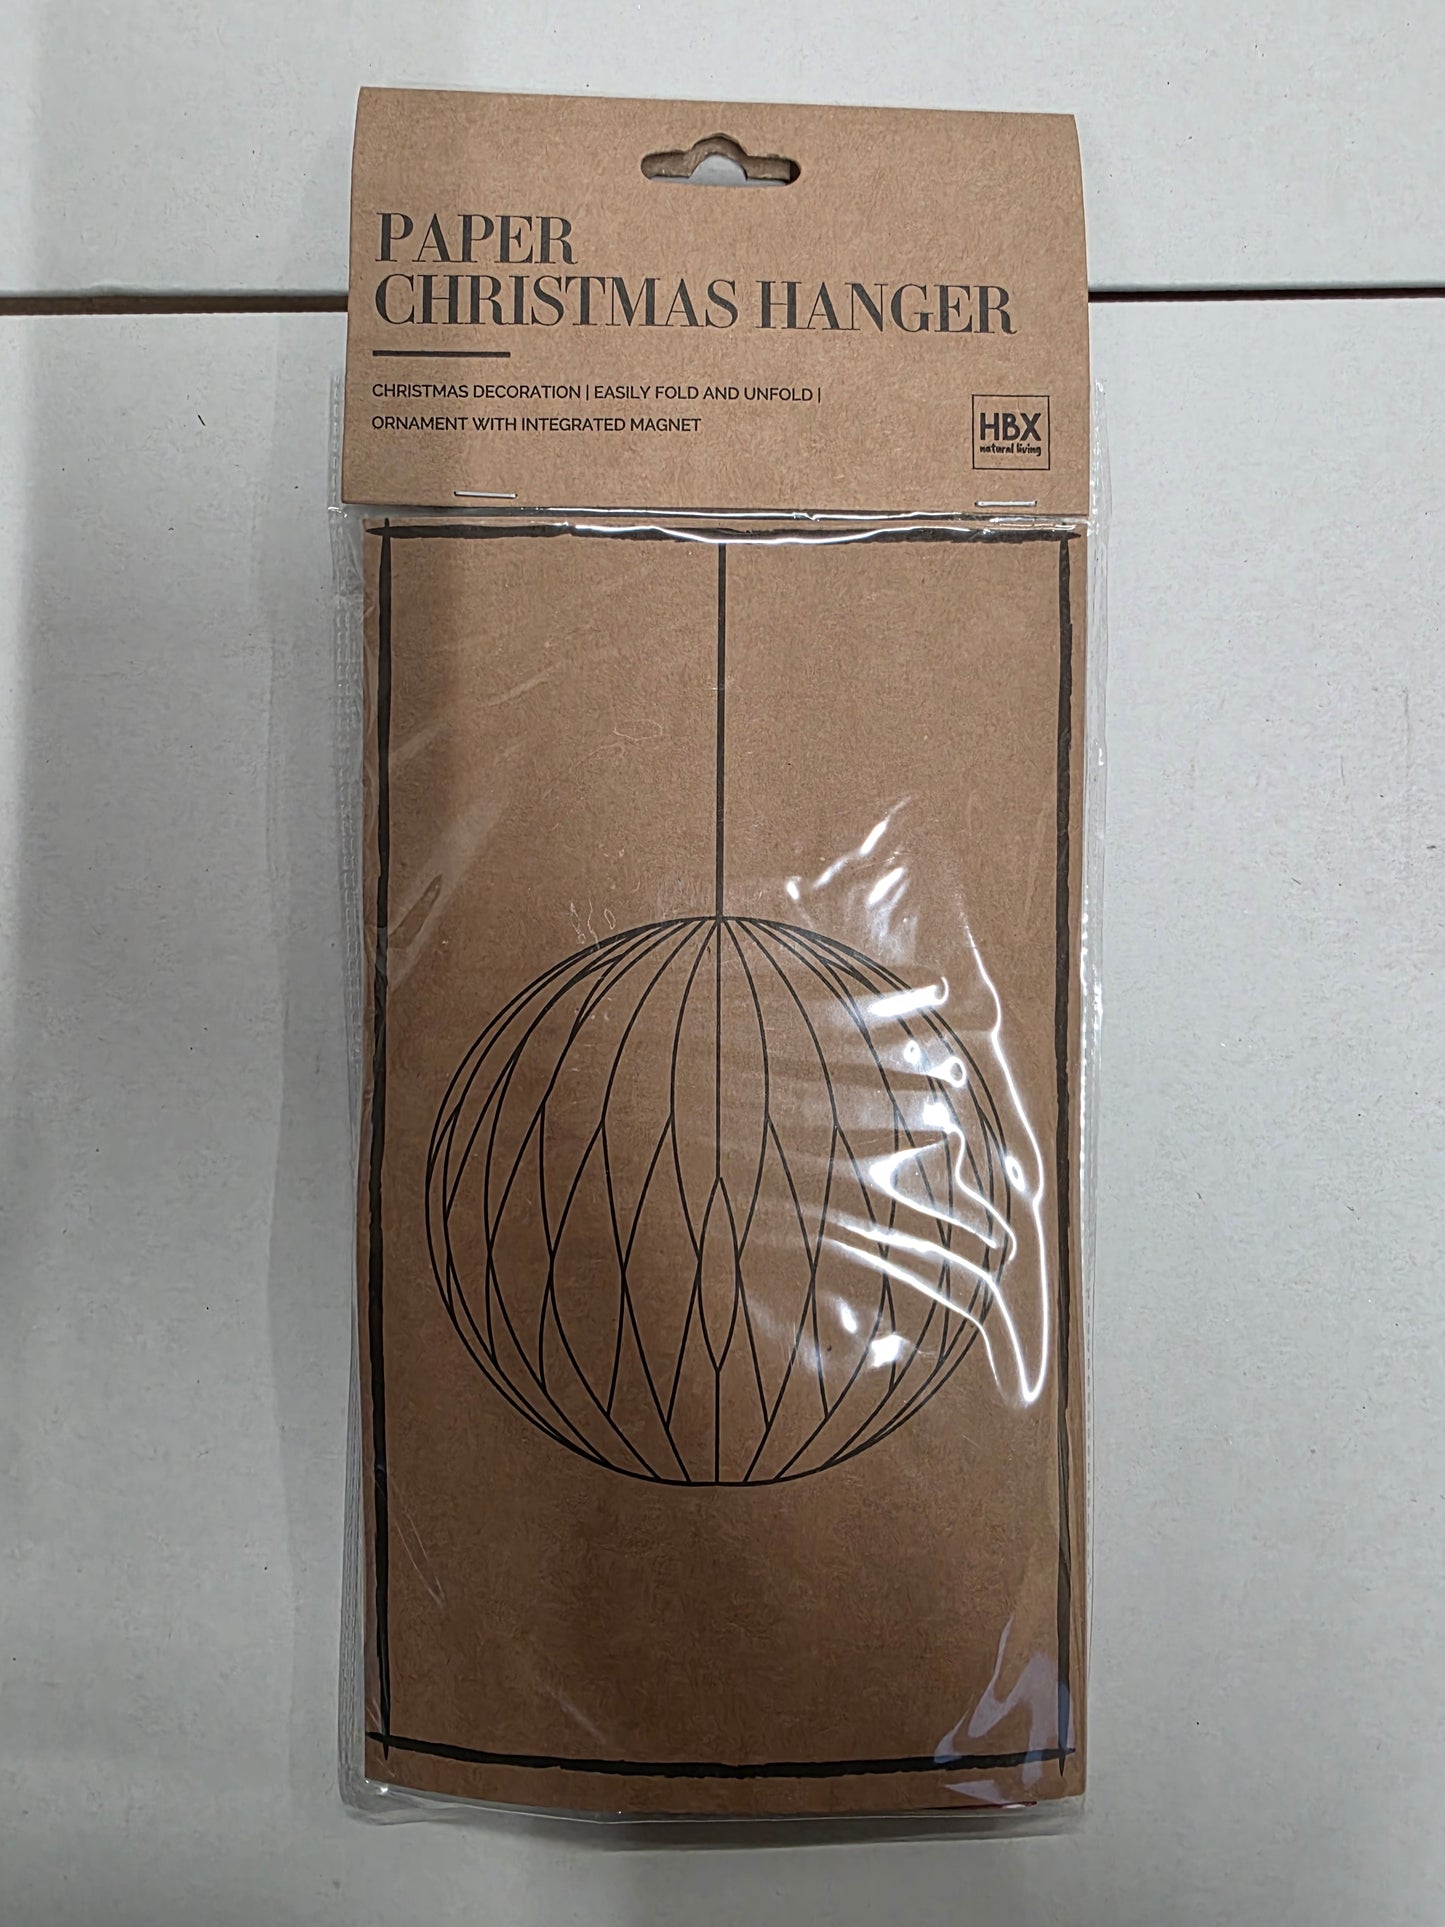 PAPER
CHRISTMAS HANGER
CHRISTMAS DECORATION | EASILY FOLD AND UNFOLD |
ORNAMENT WITH INTEGRATED MAGNET
HBX
natural living